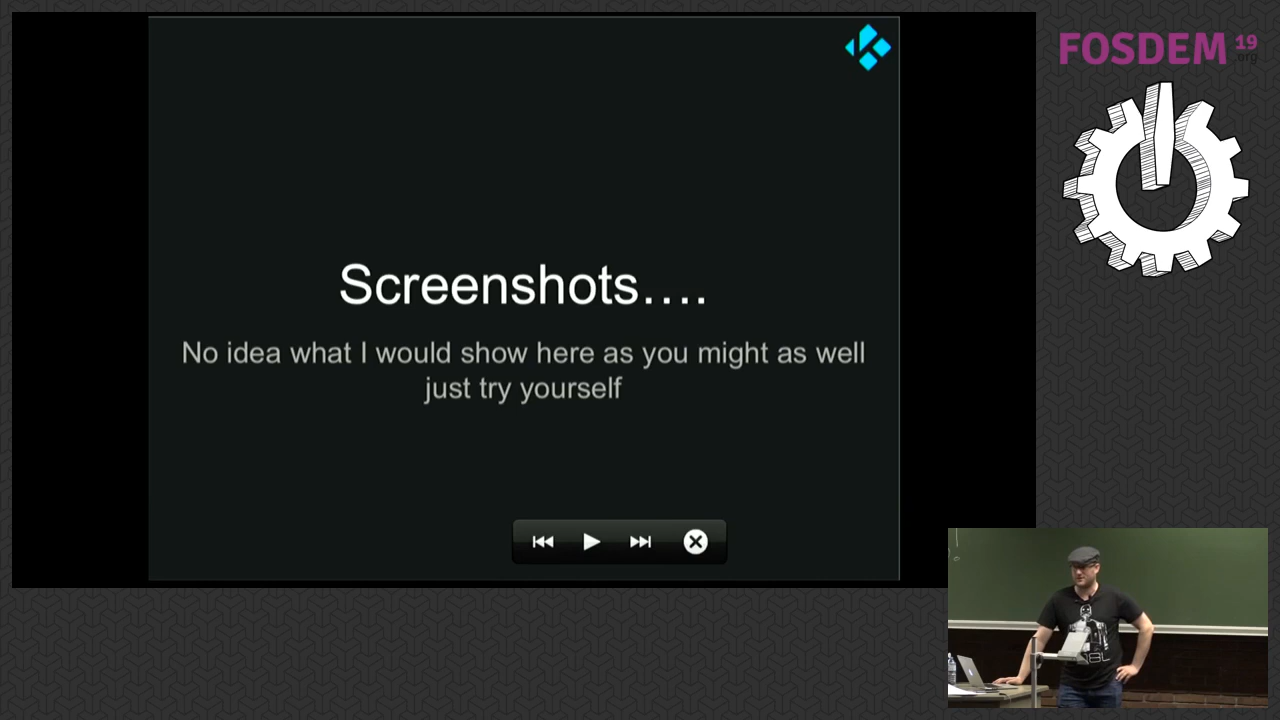 FOSDEM 19
.org
Screenshots....
No idea what I would show here as you might as well
just try yourself